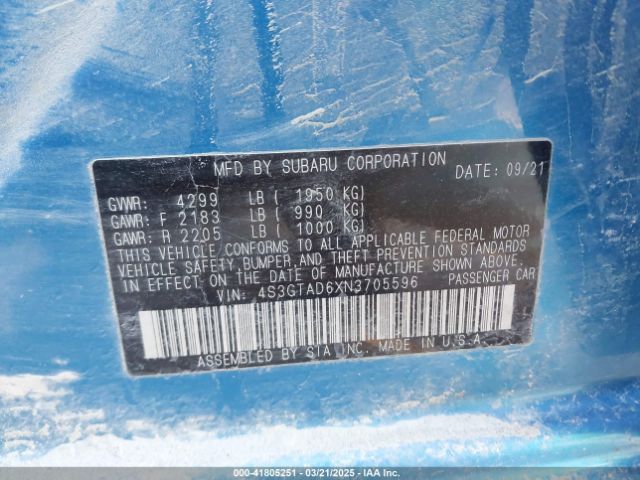 MFD BY SUBARU CORPORATION DATE: 09/21
GVWR: 4299 LB ( 1950 KG)
GAWR: F 2183 LB ( 990 KG)
GAWR: R 2205 LB ( 1000 KG)
THIS VEHICLE CONFORMS TO ALL APPLICABLE FEDERAL MOTOR
VEHICLE SAFETY, BUMPER, AND THEFT PREVENTION STANDARDS
IN EFFECT ON THE DATE OF MANUFACTURE SHOWN ABOVE.
VIN: 4S3GTAD6XN3705596 PASSENGER CAR
ASSEMBLED BY SIA INC. MADE IN U.S.A.
000-41805251 - 03/21/2025 - IAA Inc.